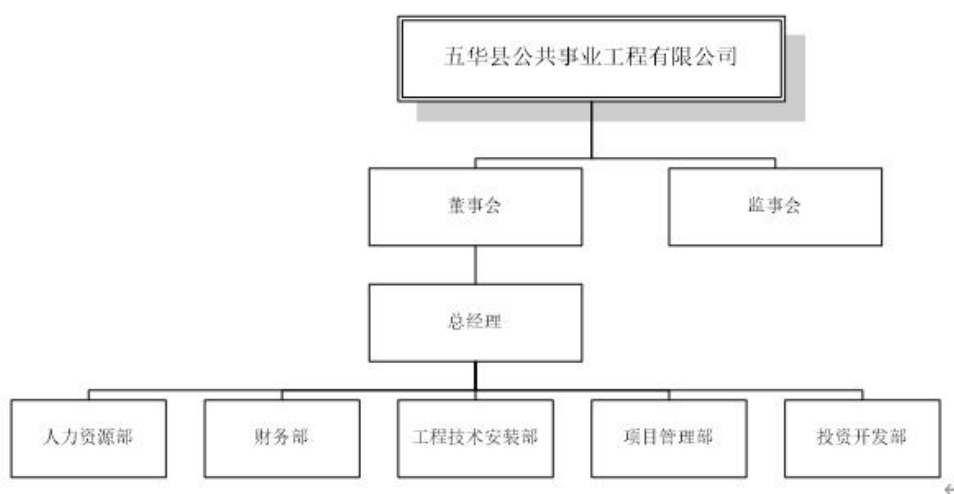 五华县公共事业工程有限公司
董事会
监事会
总经理
人力资源部
财务部
工程技术安装部
项目管理部
投资开发部